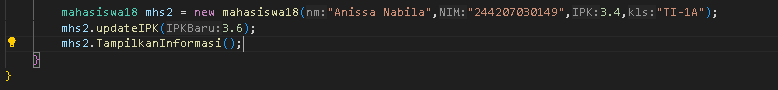 mahasiswa18 mhs2 = new mahasiswa18(nm:"Anissa Nabila",NIM:"244207030149",IPK:3.4,kls:"TI-1A");
mhs2.updateIPK(IPKBaru:3.6);
mhs2.TampilkanInformasi();
}
}